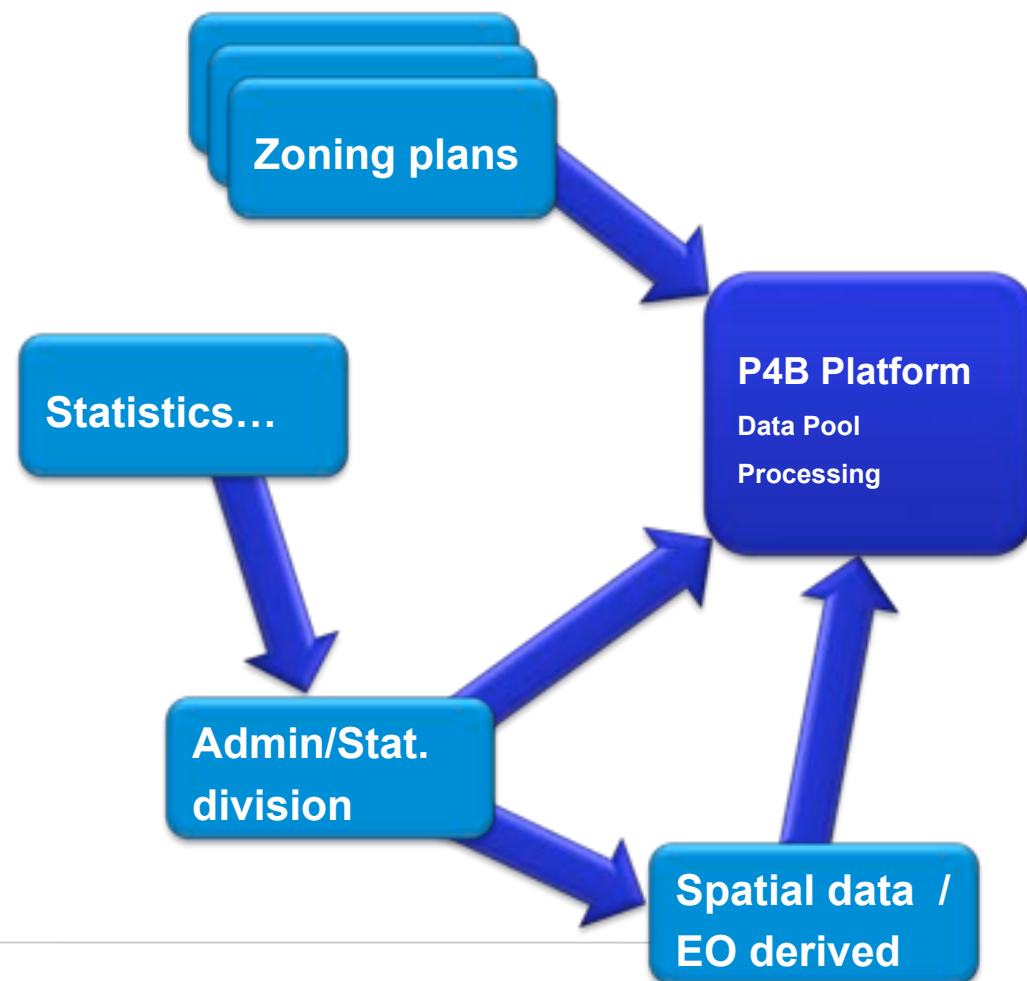 Zoning plans
P4B Platform
Data Pool
Processing
Statistics…
Admin/Stat.
division
Spatial data /
EO derived